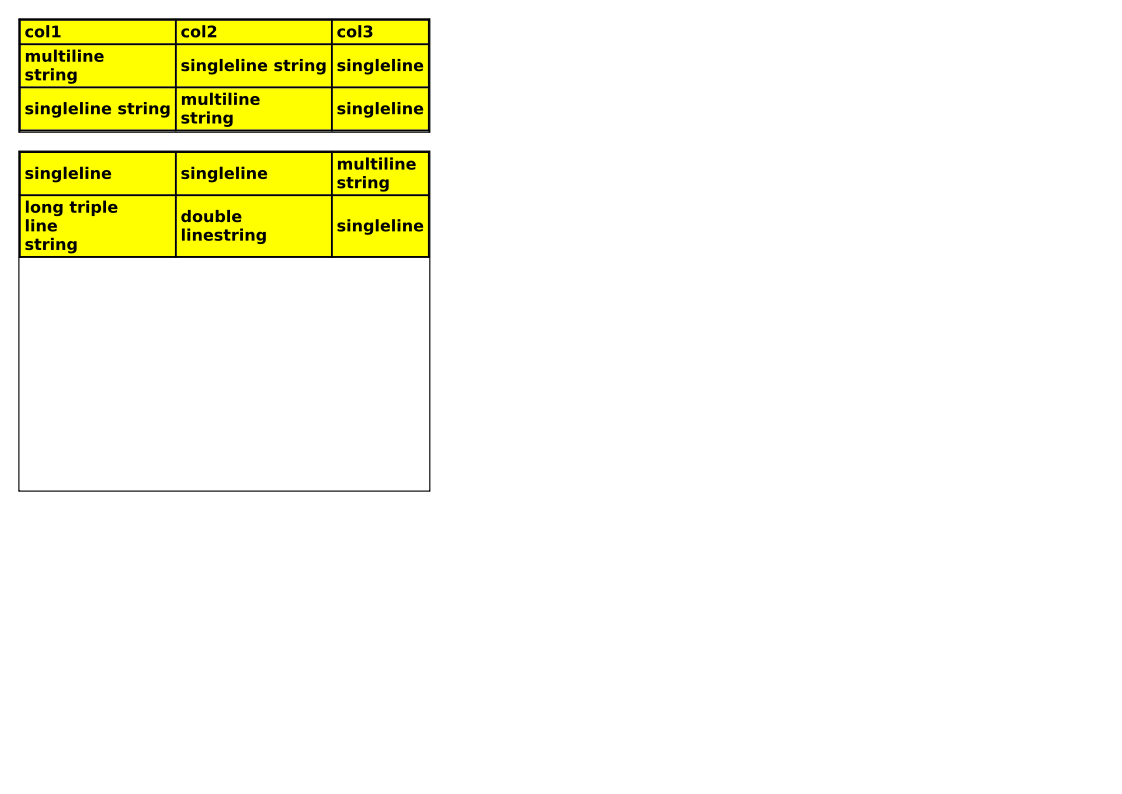 col1 col2 col3
multiline
string
singleline string singleline
singleline string
multiline
string
singleline
singleline singleline
multiline
string
long triple
line
string
double
linestring
singleline